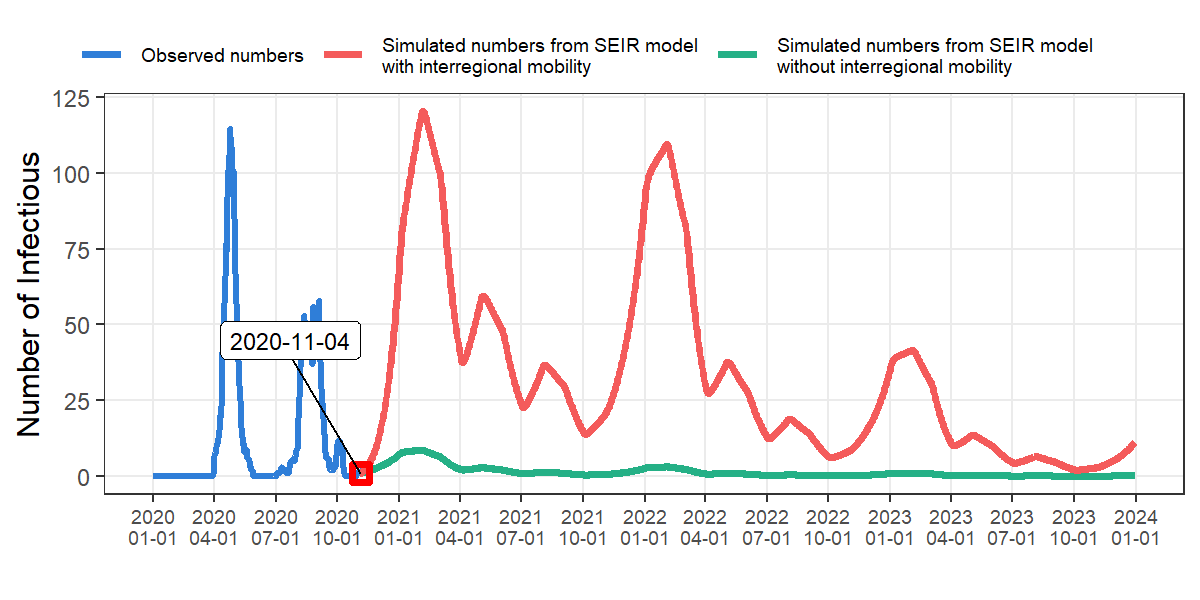 Observed numbers
Simulated numbers from SEIR model
with interregional mobility
Simulated numbers from SEIR model
without interregional mobility
Number of Infectious
125
100
75
50
25
0
2020-11-04
2020 2020 2020 2020 2021 2021 2021 2021 2022 2022 2022 2022 2023 2023 2023 2023 2024
01-01 04-01 07-01 10-01 01-01 04-01 07-01 10-01 01-01 04-01 07-01 10-01 01-01 04-01 07-01 10-01 01-01